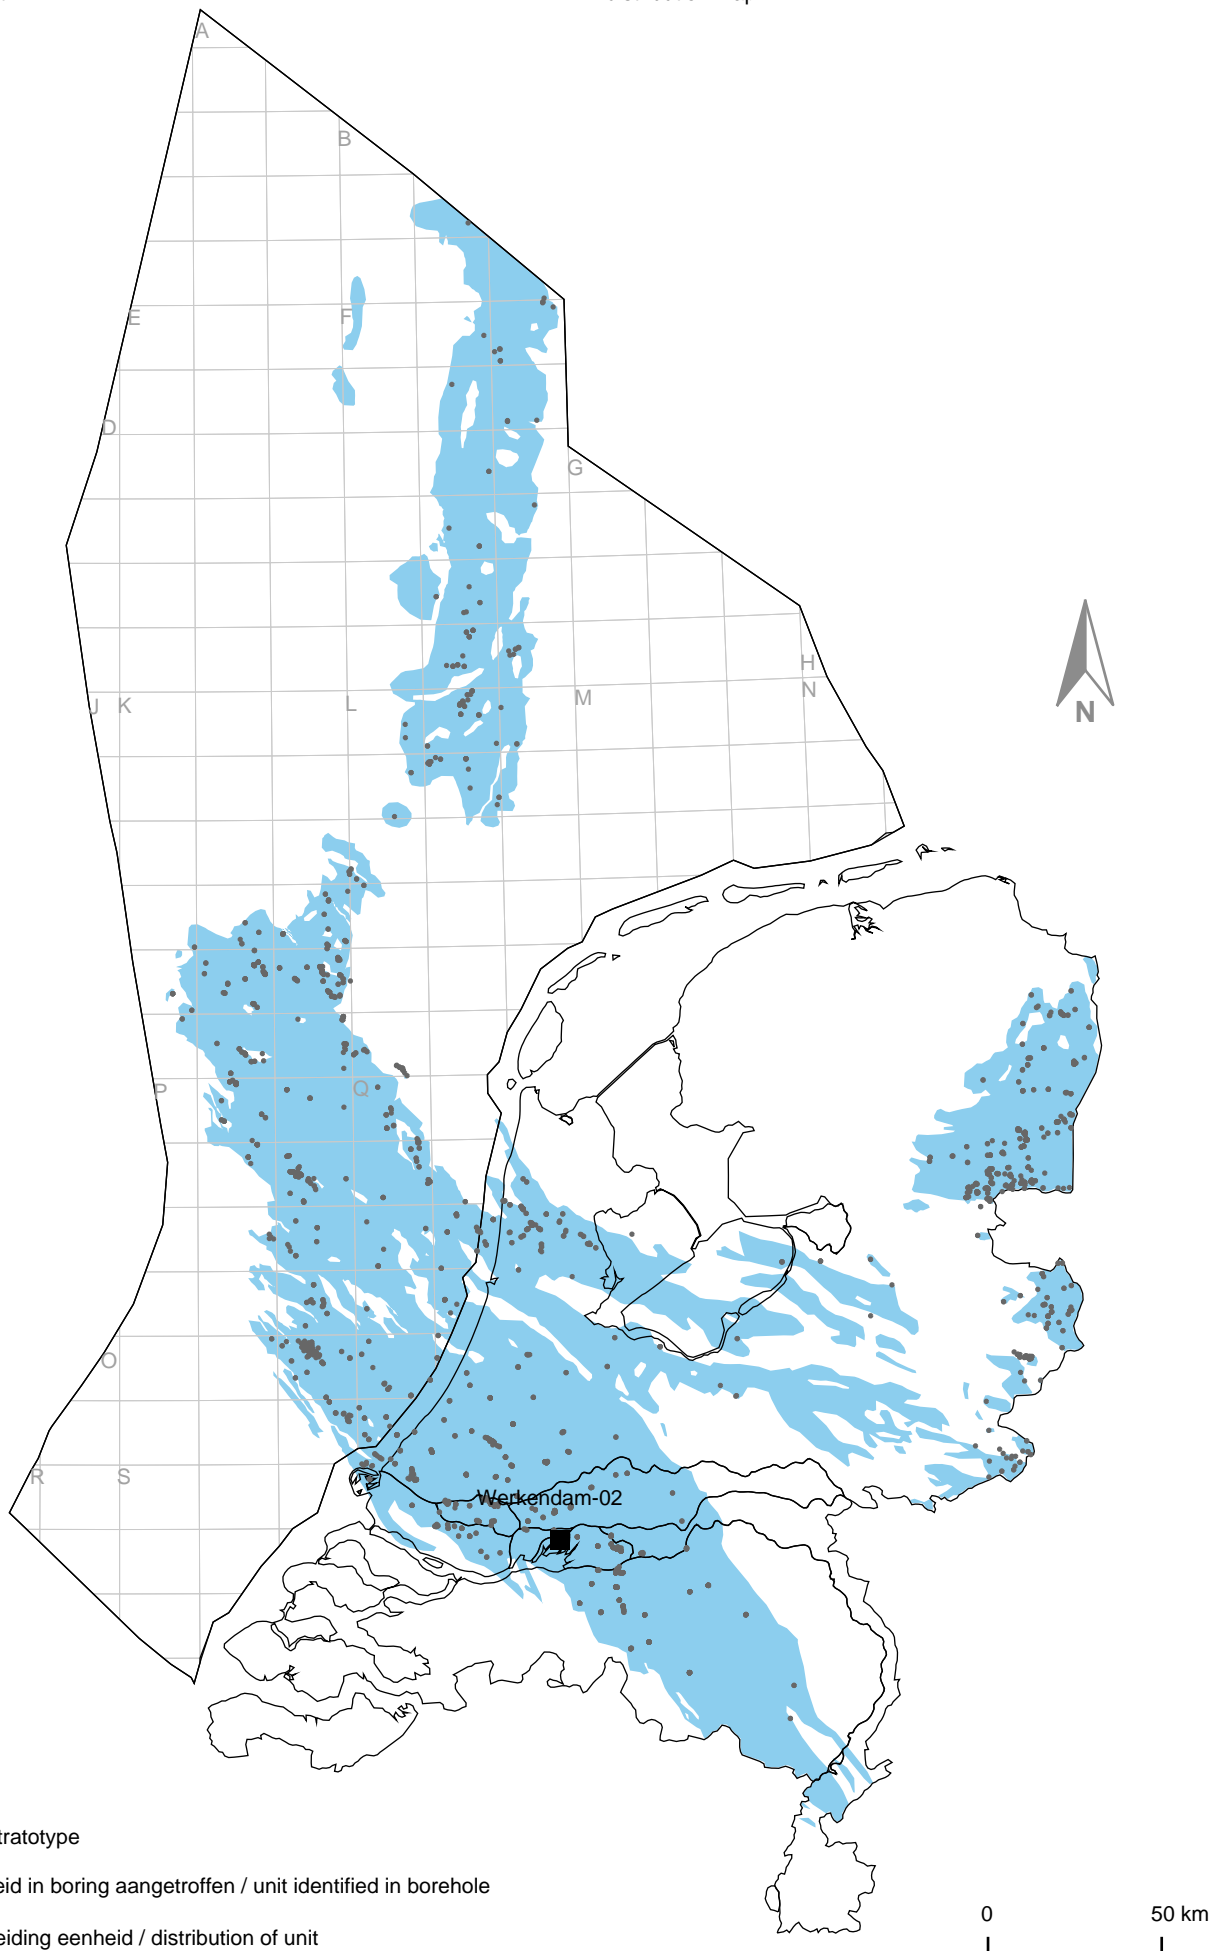 A
B
E
F
D
G
H
N
J K
L
M
N
P
Q
O
Werkendam-02
R
S
tratotype
eid in boring aangetroffen / unit identified in borehole
eiding eenheid / distribution of unit
0
50 km